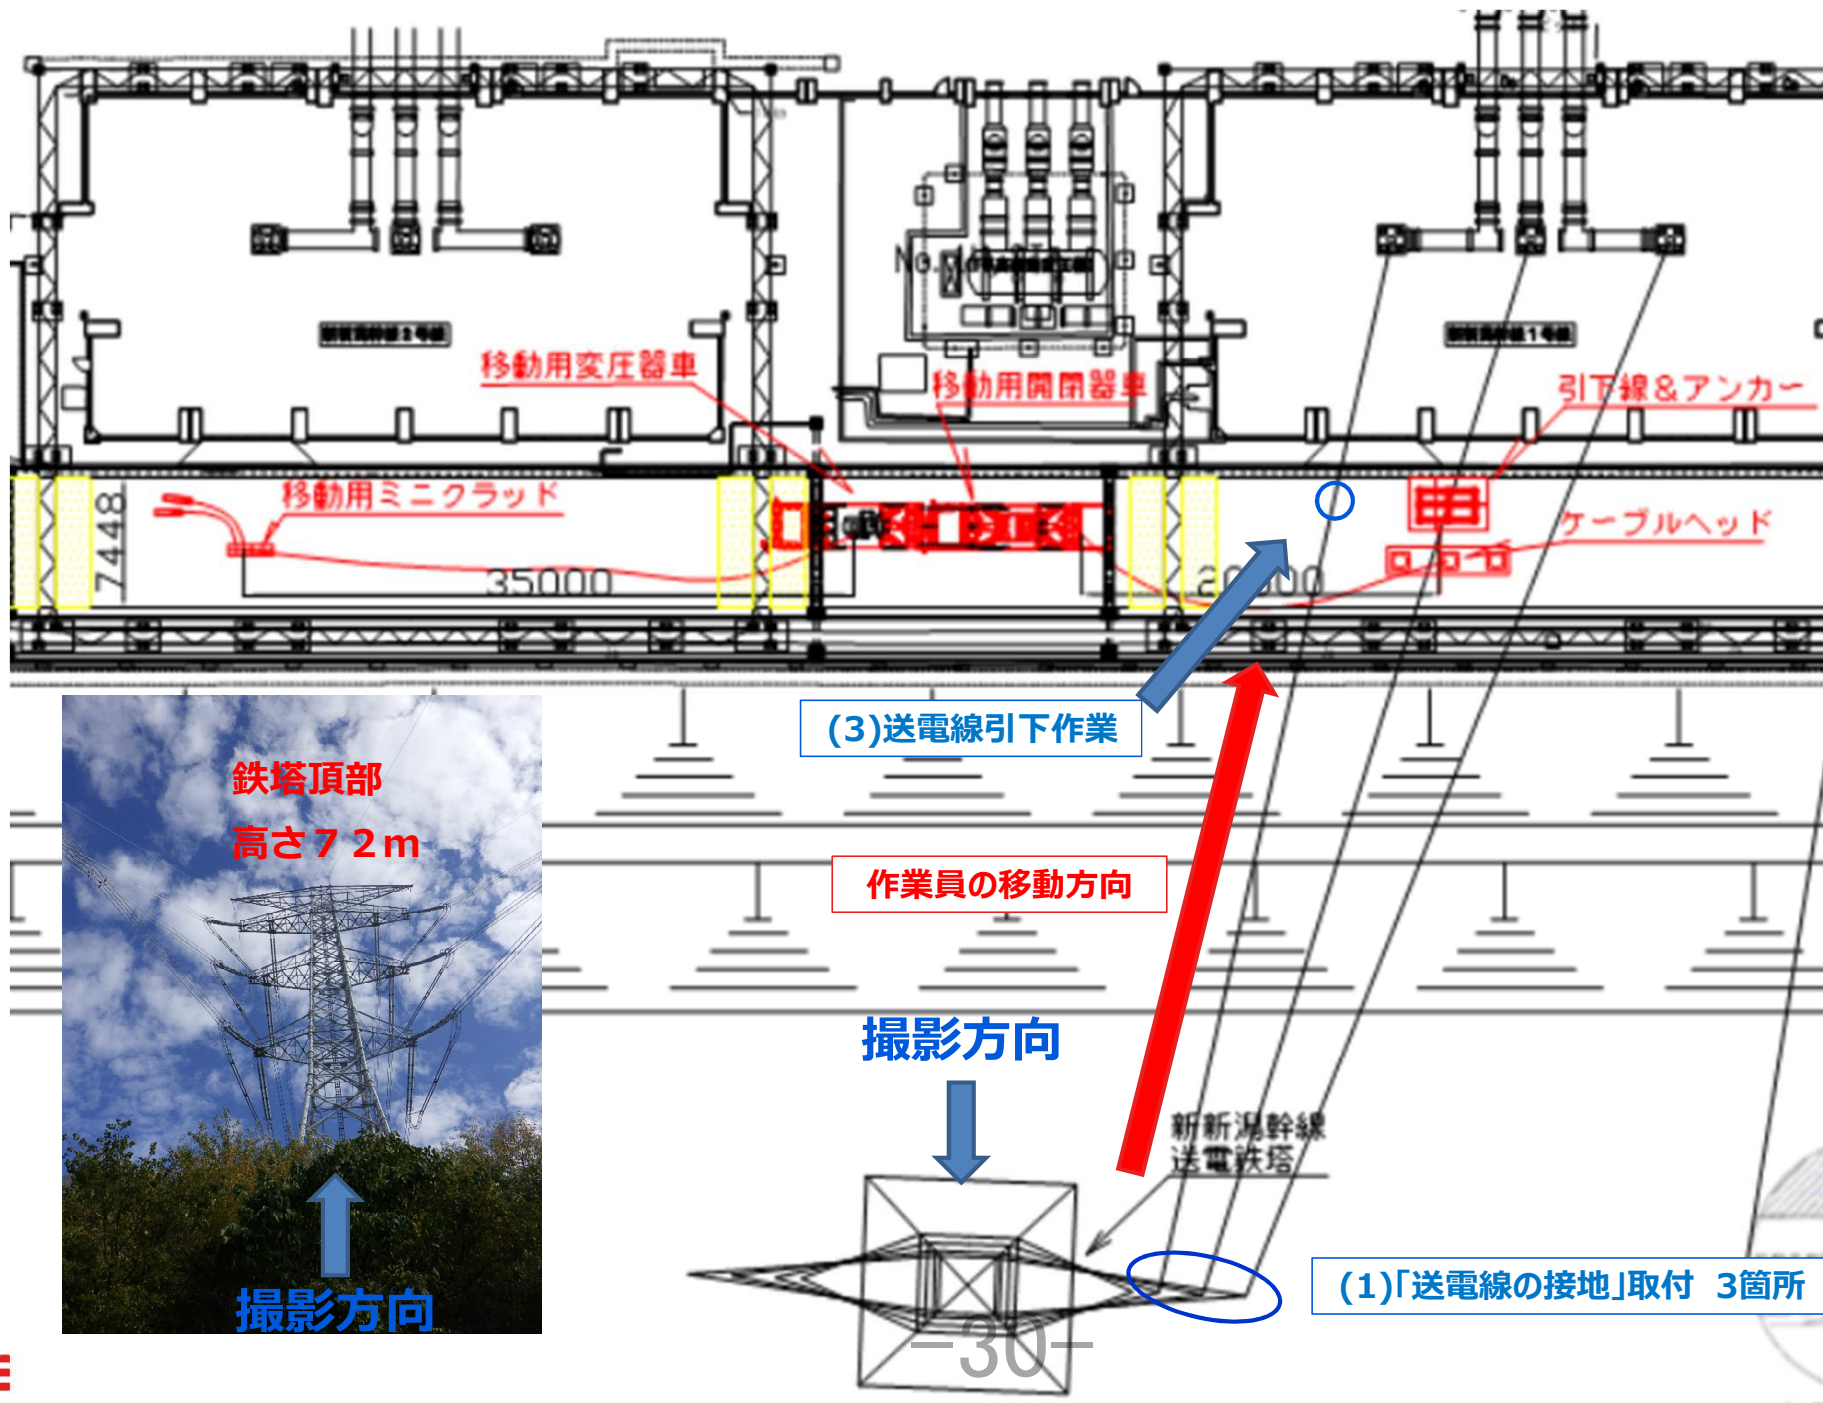 移動用変圧器車
移動用開閉器車
引下線&アンカー
移動用ミニクラッド
ケーブルヘッド
7448
35000
(3)送電線引下作業
鉄塔頂部
高さ72m
作業員の移動方向
撮影方向
新新潟幹線
送電鉄塔
(1)「送電線の接地」取付 3箇所
撮影方向
-30-